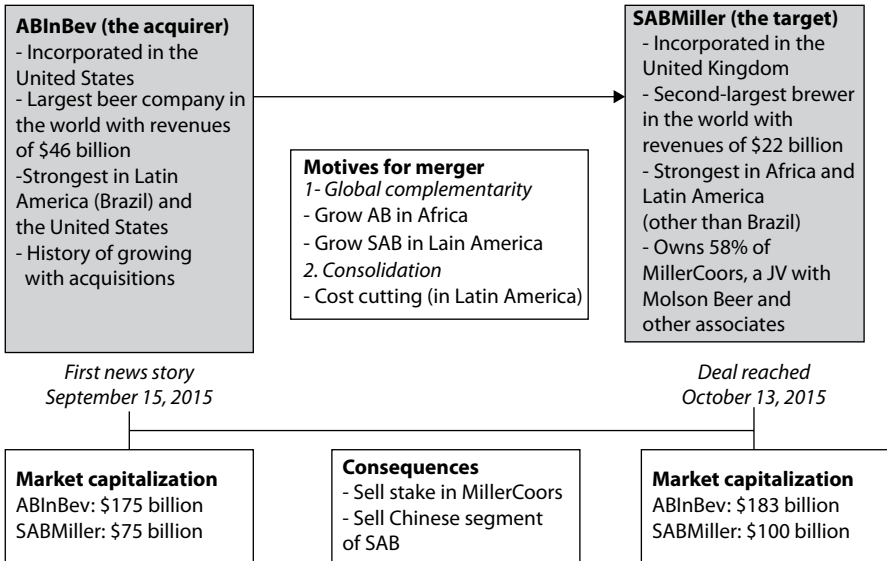 ABInBev (the acquirer)
- Incorporated in the
United States
- Largest beer company in
the world with revenues
of $46 billion
-Strongest in Latin
America (Brazil) and
the United States
- History of growing
with acquisitions
SABMiller (the target)
- Incorporated in the
United Kingdom
- Second-largest brewer
in the world with
revenues of $22 billion
- Strongest in Africa and
Latin America
(other than Brazil)
- Owns 58% of
MillerCoors, a JV with
Molson Beer and
other associates
Motives for merger
1- Global complementarity
- Grow AB in Africa
- Grow SAB in Lain America
2. Consolidation
- Cost cutting (in Latin America)
First news story
September 15, 2015
Deal reached
October 13, 2015
Market capitalization
ABInBev: $175 billion
SABMiller: $75 billion
Consequences
- Sell stake in MillerCoors
- Sell Chinese segment
of SAB
Market capitalization
ABInBev: $183 billion
SABMiller: $100 billion